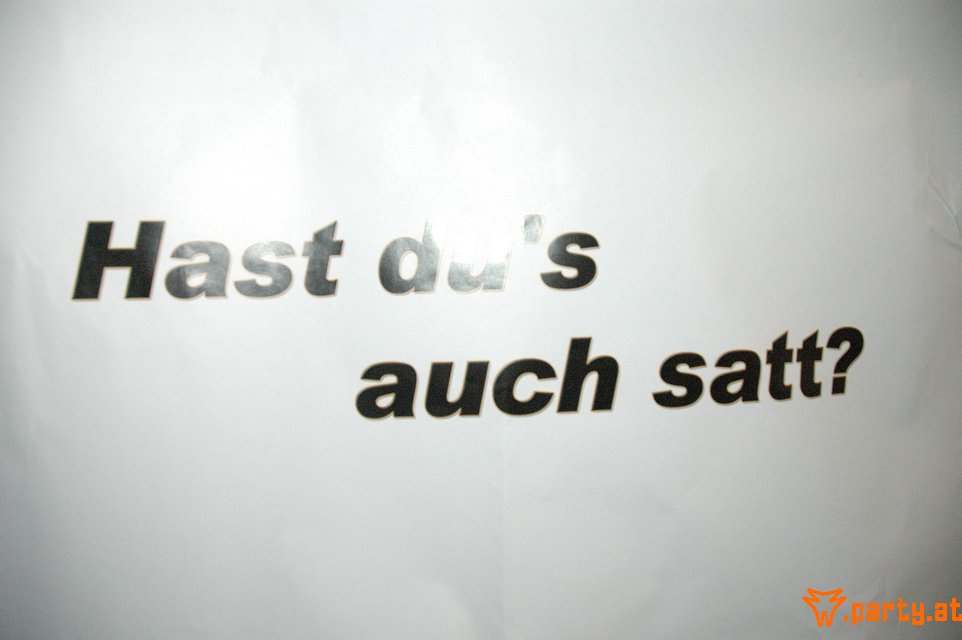 Hast du's
auch satt?
.party.at